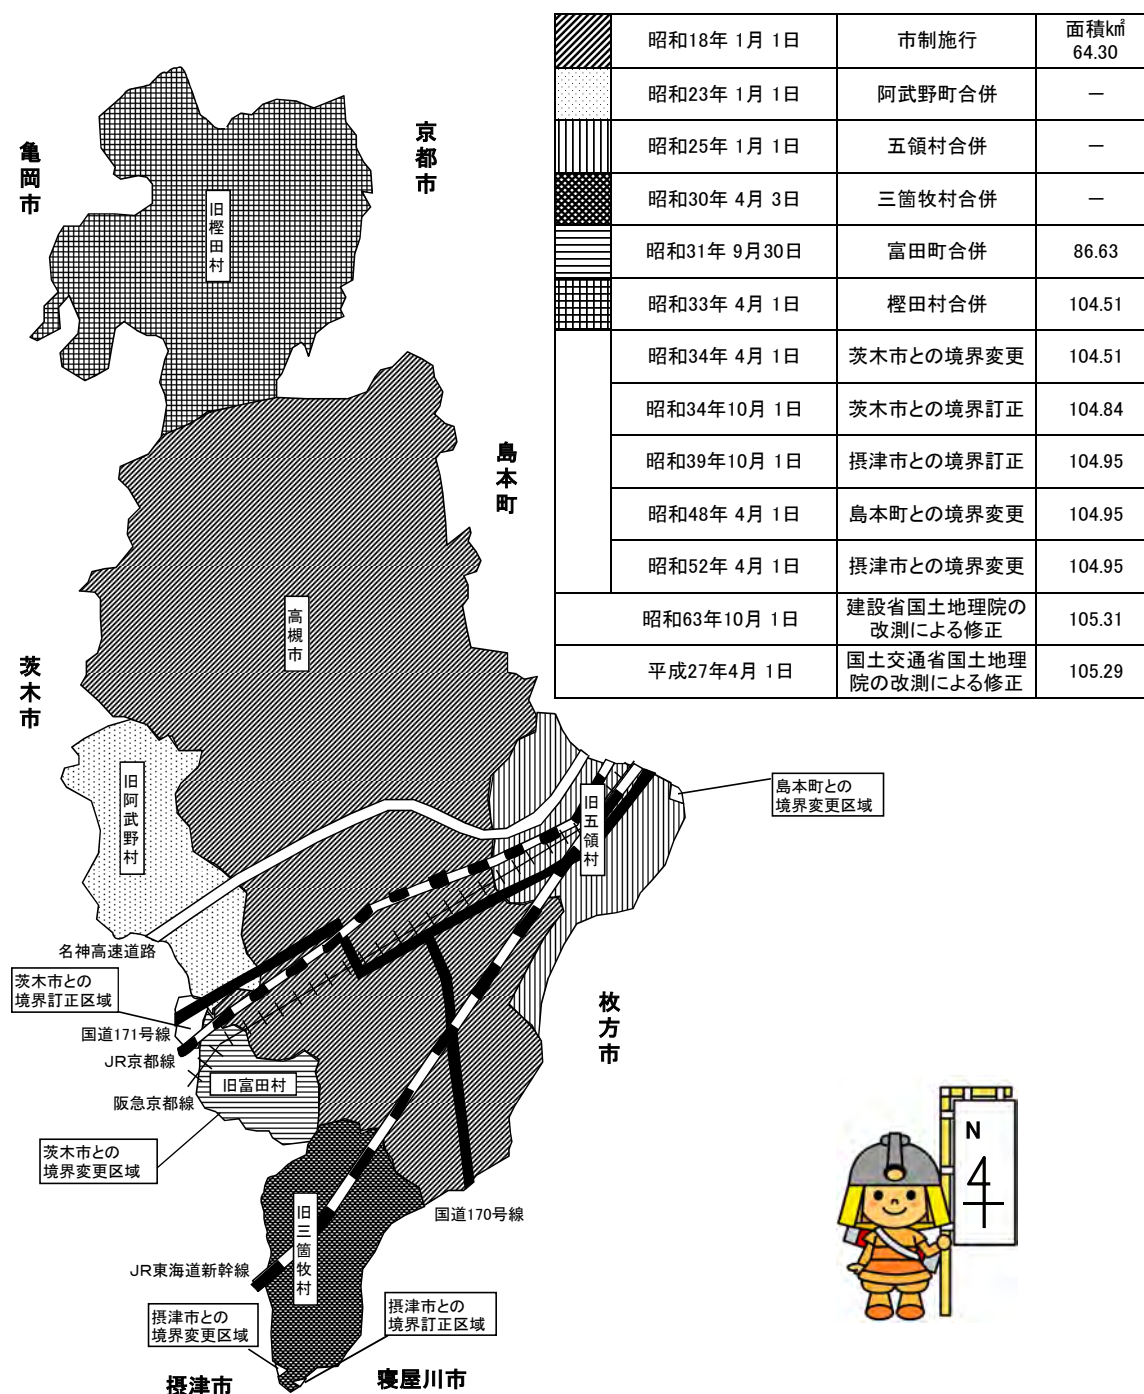 昭和18年 1月 1日 市制施行 面積k㎡
64.30
昭和23年 1月 1日 阿武野町合併 －
昭和25年 1月 1日 五領村合併 －
昭和30年 4月 3日 三箇牧村合併 －
昭和31年 9月30日 富田町合併 86.63
昭和33年 4月 1日 樫田村合併 104.51
昭和34年 4月 1日 茨木市との境界変更 104.51
昭和34年10月 1日 茨木市との境界訂正 104.84
昭和39年10月 1日 摂津市との境界訂正 104.95
昭和48年 4月 1日 島本町との境界変更 104.95
昭和52年 4月 1日 摂津市との境界変更 104.95
昭和63年10月 1日 建設省国土地理院の
改測による修正 105.31
平成27年4月 1日 国土交通省国土地理
院の改測による修正 105.29
亀岡市
京都市
旧樫田村
島本町
高槻市
茨木市
旧阿武野村
旧五領村
島本町との
境界変更区域
名神高速道路
茨木市との
境界訂正区域
国道171号線
JR京都線
旧富田村
阪急京都線
茨木市との
境界変更区域
枚方市
国道170号線
旧三箇牧村
JR東海道新幹線
摂津市との
境界変更区域
摂津市との
境界訂正区域
摂津市
寝屋川市
N